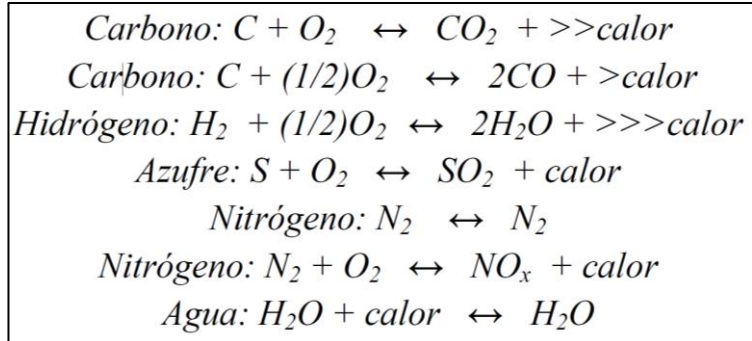 Carbono: C + O₂ ↔ CO₂ + >>calor
Carbono: C + (1/2)O₂ ↔ 2CO + >calor
Hidrógeno: H₂ + (1/2)O₂ ↔ 2H₂O + >>>calor
Azufre: S + O₂ ↔ SO₂ + calor
Nitrógeno: N₂ ↔ N₂
Nitrógeno: N₂ + O₂ ↔ NOₓ + calor
Agua: H₂O + calor ↔ H₂O